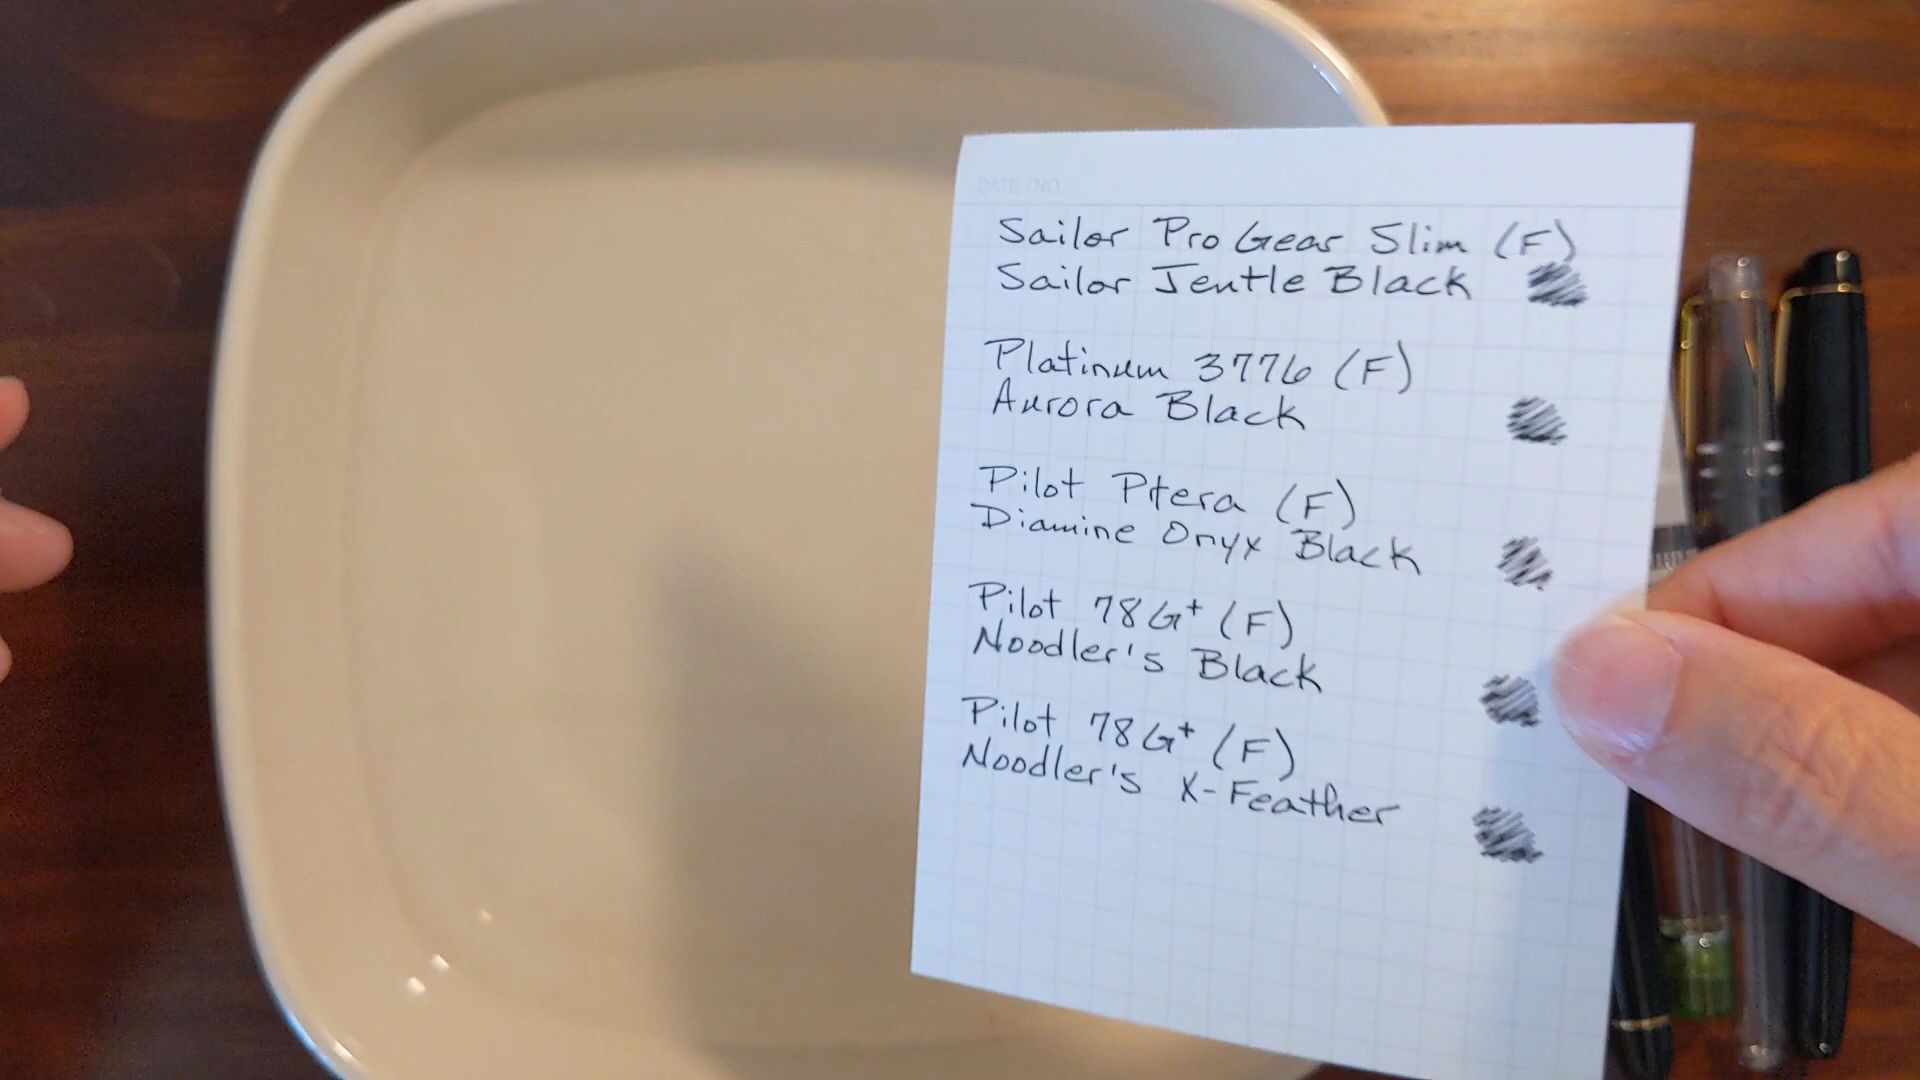 DATE / NO.
Sailor Pro Gear Slim (F)
Sailor Jentle Black
Platinum 3776 (F)
Aurora Black
Pilot Ptera (F)
Diamine Onyx Black
Pilot 78G+ (F)
Noodler's Black
Pilot 78G+ (F)
Noodler's X-Feather